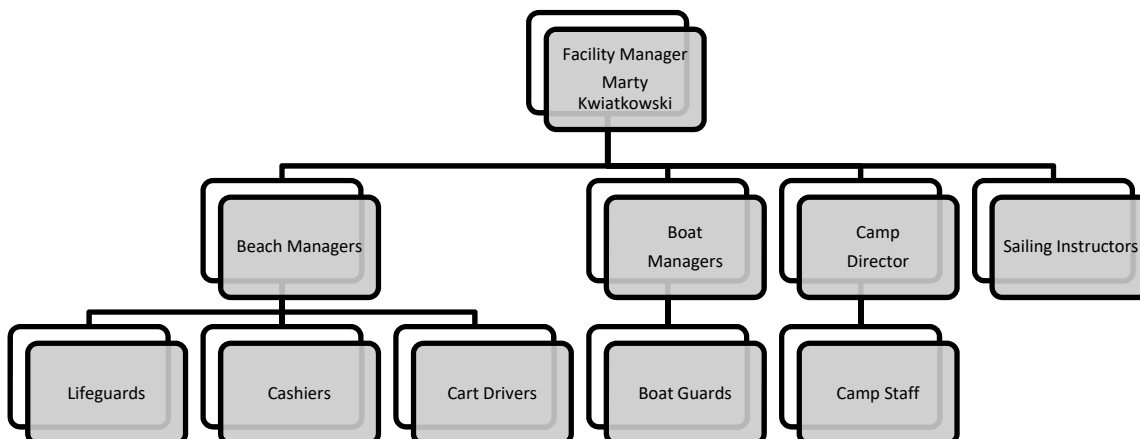 Facility Manager
Marty
Kwiatkowski
Beach Managers
Boat
Managers
Camp
Director
Sailing Instructors
Lifeguards
Cashiers
Cart Drivers
Boat Guards
Camp Staff